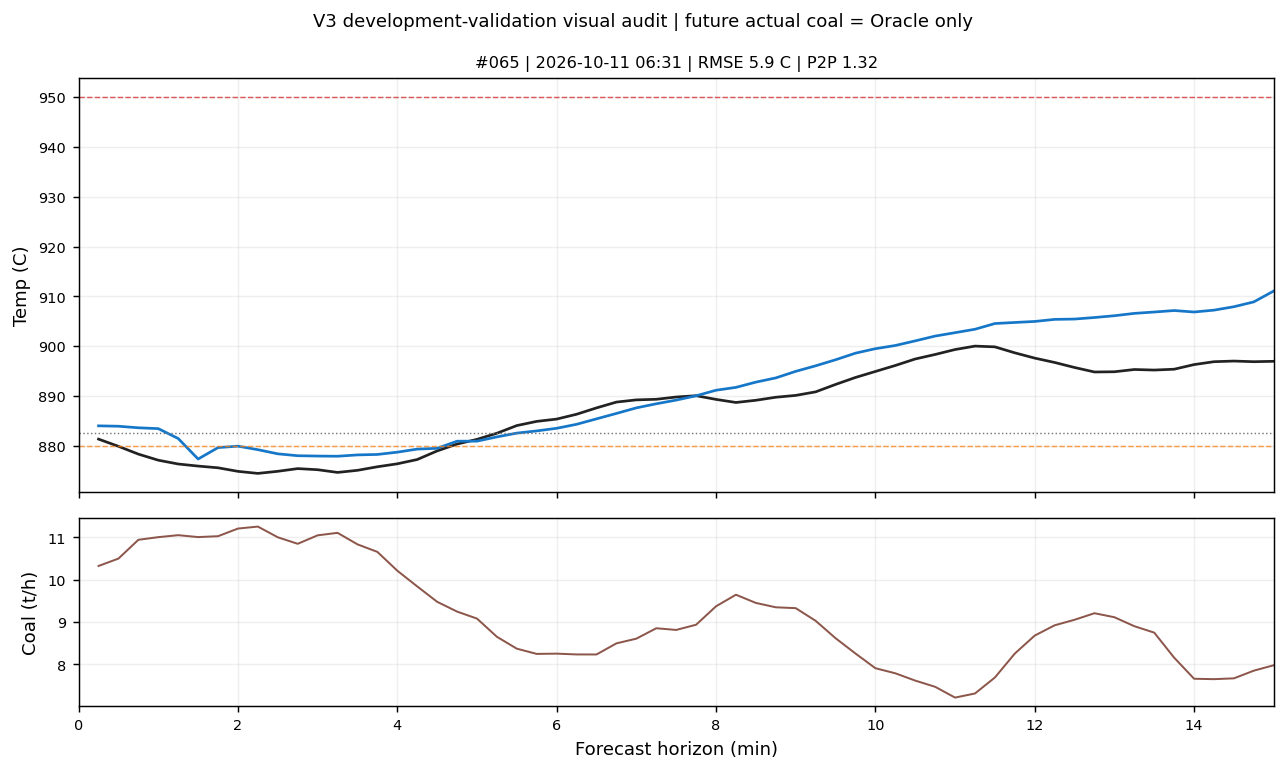 V3 development-validation visual audit | future actual coal = Oracle only
#065 | 2026-10-11 06:31 | RMSE 5.9 C | P2P 1.32
Temp (C)
950
940
930
920
910
900
890
880
Coal (t/h)
11
10
9
8
0 2 4 6 8 10 12 14
Forecast horizon (min)